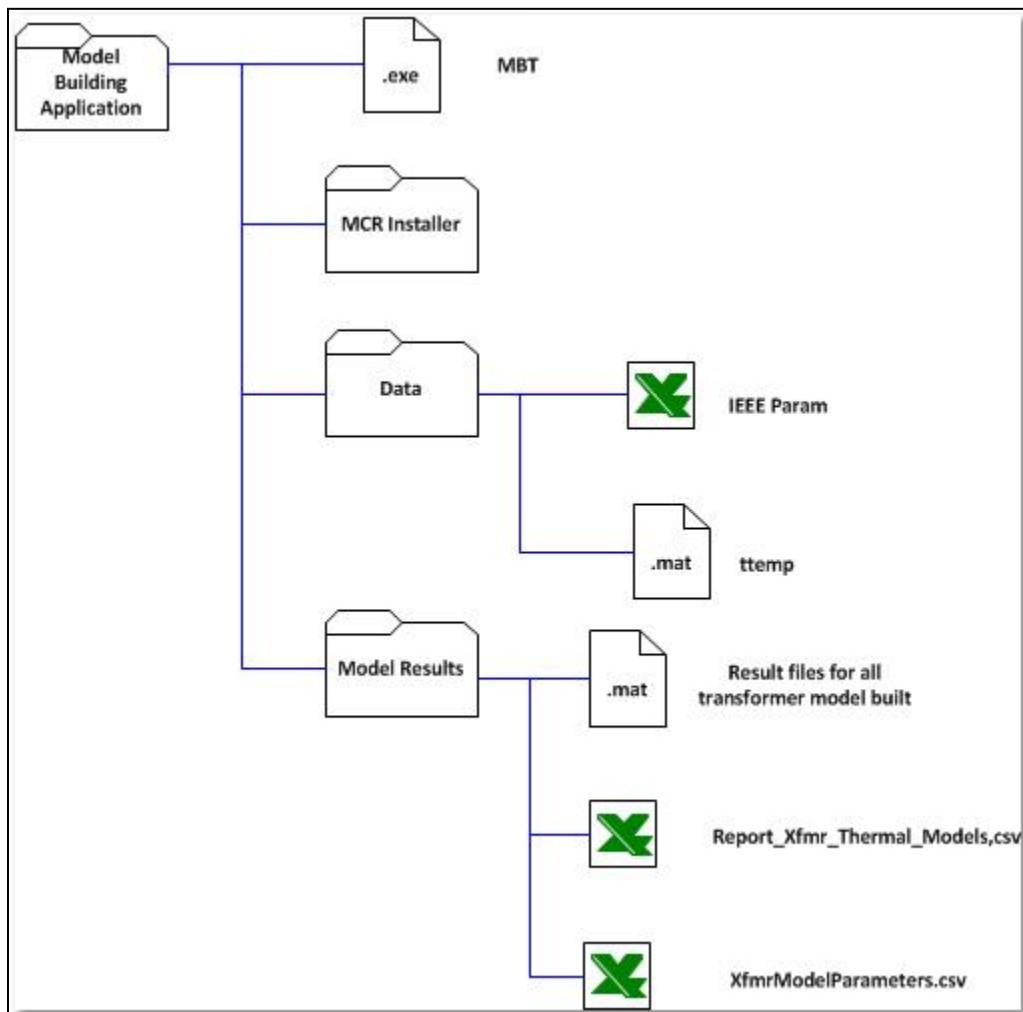 Model
Building
Application
.exe
MBT
MCR Installer
Data
IEEE Param
.mat
ttemp
Model Results
.mat
Result files for all
transformer model built
Report_Xfmr_Thermal_Models,csv
XfmrModelParameters.csv